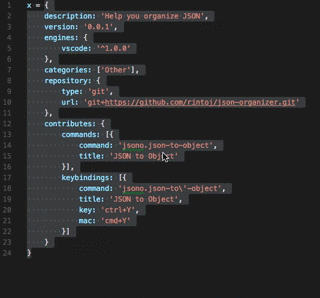 1 x = {
2 description: 'Help you organize JSON',
3 version: '0.0.1',
4 engines: {
5 vscode: '^1.0.0'
6 },
7 categories: ['Other'],
8 repository: {
9 type: 'git',
10 url: 'git+https://github.com/rintoj/json-organizer.git'
11 },
12 contributes: {
13 commands: [{
14 command: 'jsono.json-to-object',
15 title: 'JSON to Object'
16 }],
17 keybindings: [{
18 command: 'jsono.json-to\'-object',
19 title: 'JSON to Object',
20 key: 'ctrl+Y',
21 mac: 'cmd+Y'
22 }]
23 }
24 }